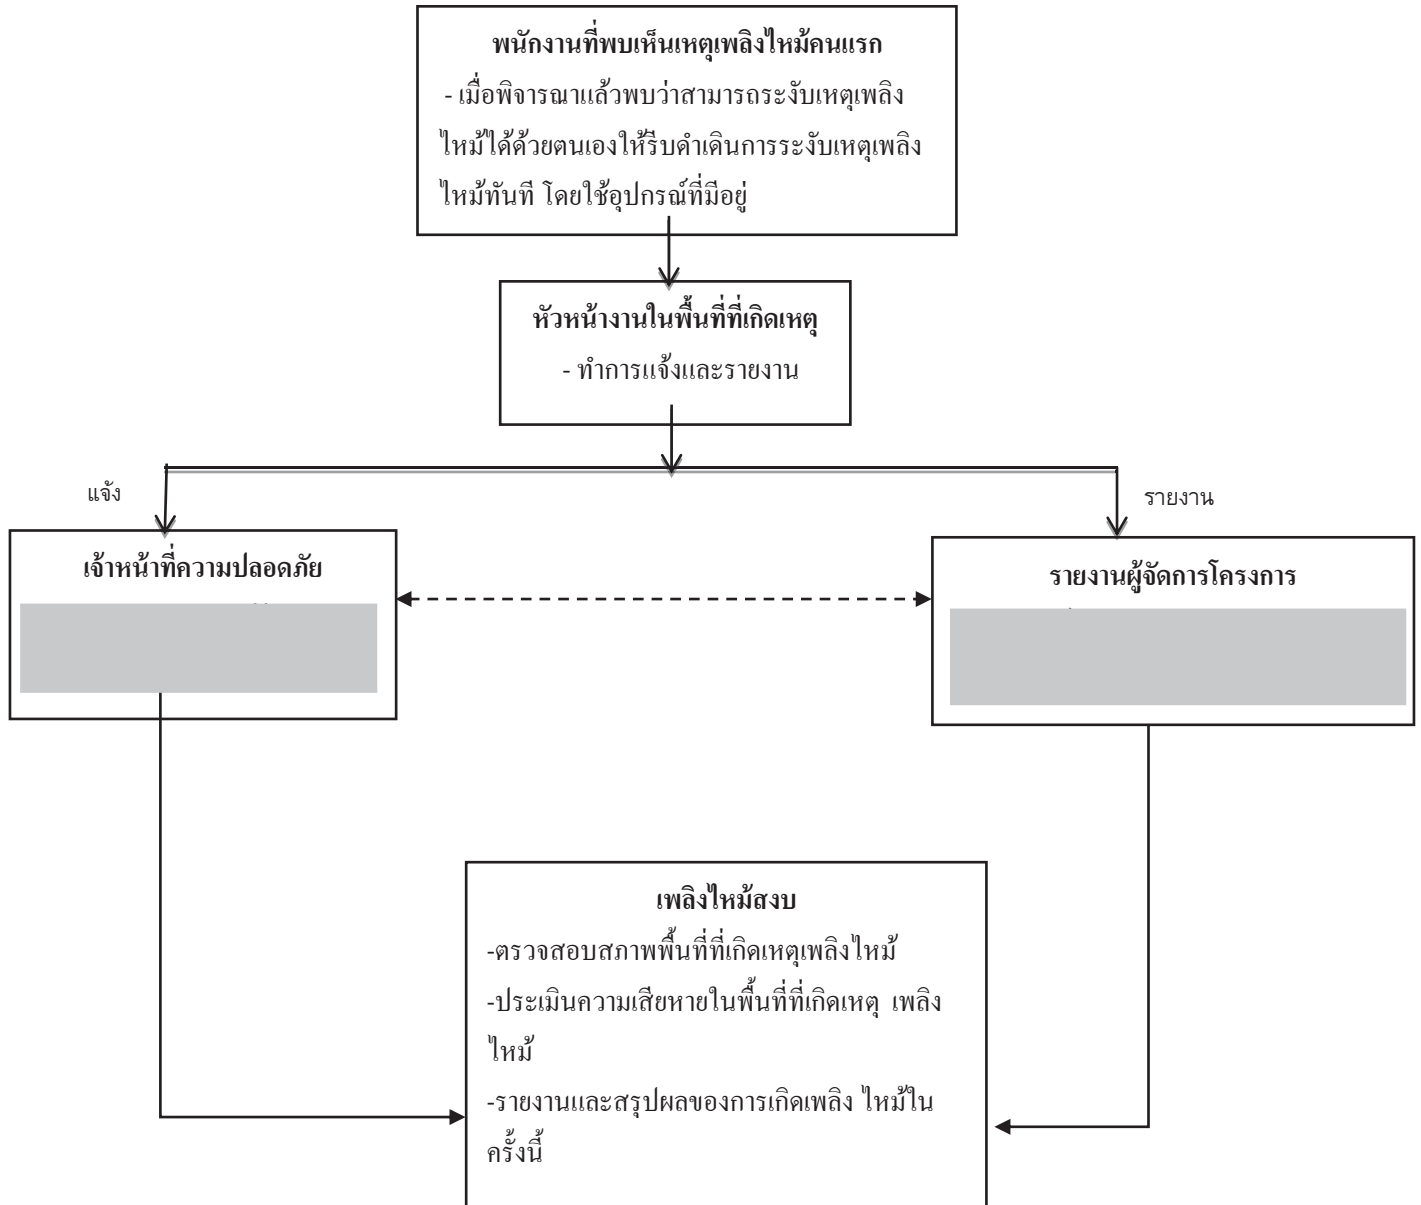 พนักงานที่พบเห็นเหตุเพลิงไหม้คนแรก
- เมื่อพิจารณาแล้วพบว่าสามารถระงับเหตุเพลิง
ไหม้ได้ด้วยตนเองให้รีบดำเดินการระงับเหตุเพลิง
ไหม้ทันที โดยใช้อุปกรณ์ที่มีอยู่
หัวหน้างานในพื้นที่ที่เกิดเหตุ
- ทำการแจ้งและรายงาน
แจ้ง
รายงาน
เจ้าหน้าที่ความปลอดภัย
รายงานผู้จัดการโครงการ
เพลิงไหม้สงบ
-ตรวจสอบสภาพพื้นที่ที่เกิดเหตุเพลิงไหม้
-ประเมินความเสียหายในพื้นที่ที่เกิดเหตุ เพลิง
ไหม้
-รายงานและสรุปผลของการเกิดเพลิง ไหม้ใน
ครั้งนี้